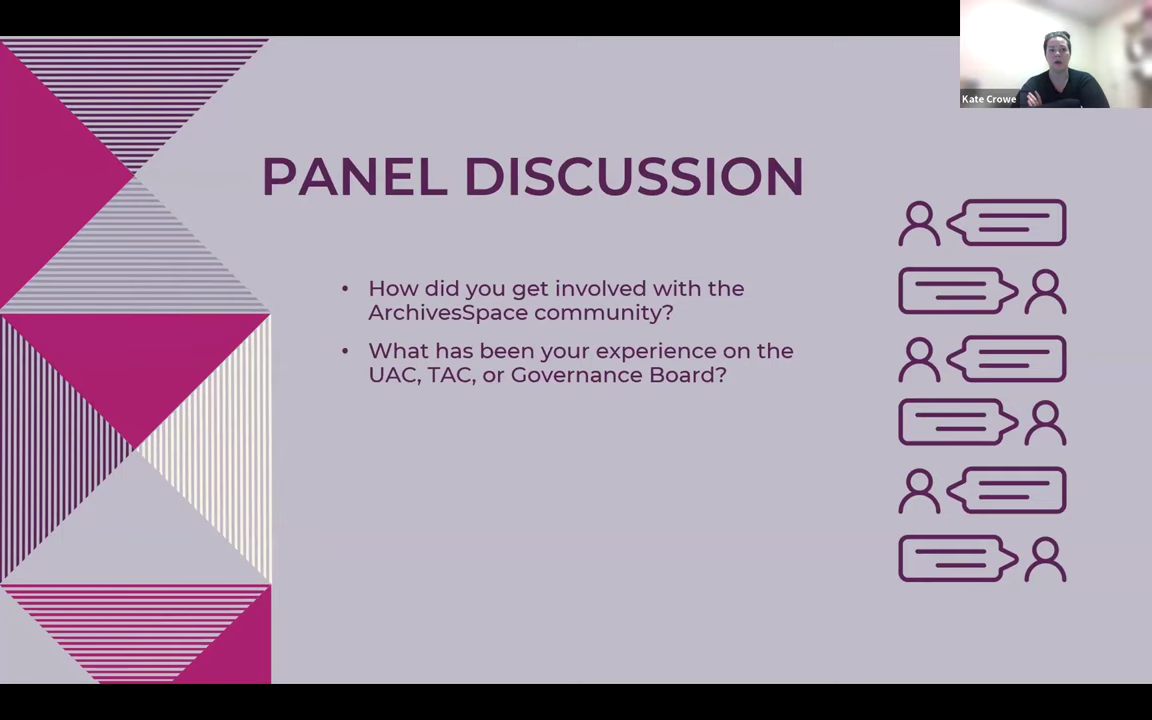 Kate Crowe
PANEL DISCUSSION
• How did you get involved with the
ArchivesSpace community?
• What has been your experience on the
UAC, TAC, or Governance Board?